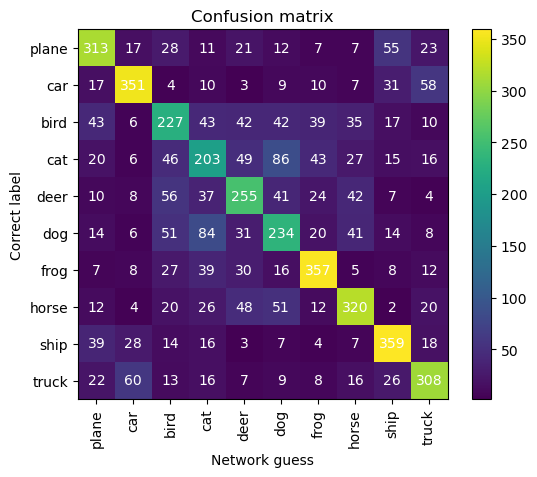 Confusion matrix
Correct label
plane 313 17 28 11 21 12 7 7 55 23
car 17 351 4 10 3 9 10 7 31 58
bird 43 6 227 43 42 42 39 35 17 10
cat 20 6 46 203 49 86 43 27 15 16
deer 10 8 56 37 255 41 24 42 7 4
dog 14 6 51 84 31 234 20 41 14 8
frog 7 8 27 39 30 16 357 5 8 12
horse 12 4 20 26 48 51 12 320 2 20
ship 39 28 14 16 3 7 4 7 359 18
truck 22 60 13 16 7 9 8 16 26 308
plane car bird cat deer dog frog horse ship truck
Network guess
350
300
250
200
150
100
50